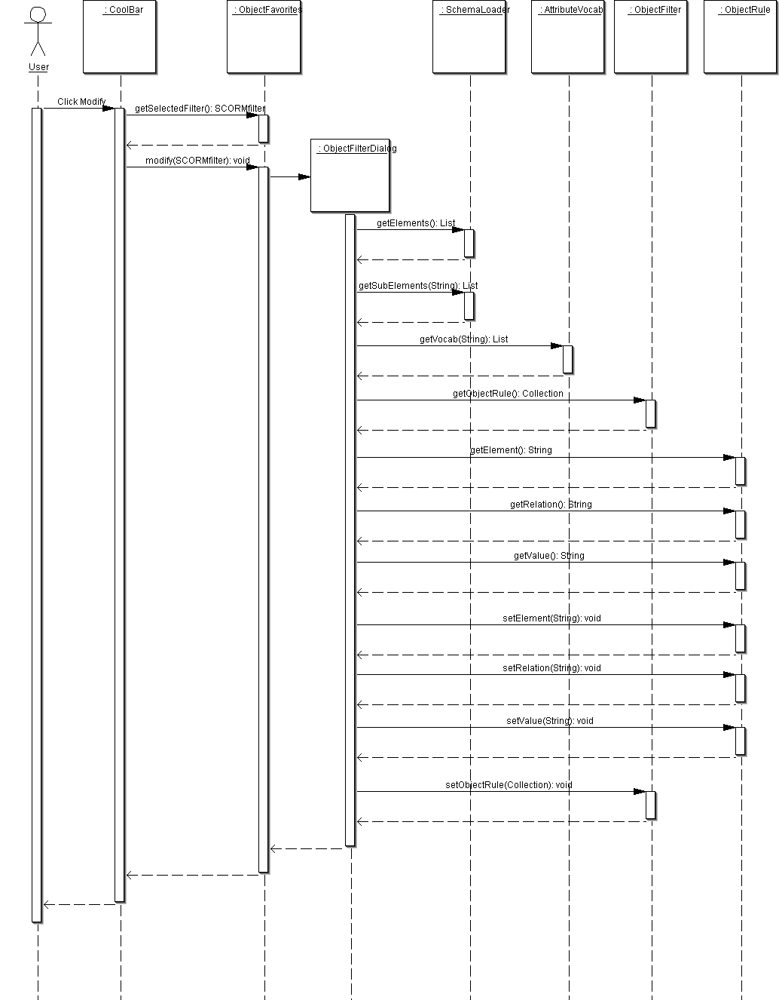 : CoolBar
: ObjectFavorites
: SchemaLoader
: AttributeVocab
: ObjectFilter
: ObjectRule
User
Click Modify
getSelectedFilter(): SCORMfilter
: ObjectFilterDialog
modify(SCORMfilter): void
getElements(): List
getSubElements(String): List
getVocab(String): List
getObjectRule(): Collection
getElement(): String
getRelation(): String
getValue(): String
setElement(String): void
setRelation(String): void
setValue(String): void
setObjectRule(Collection): void